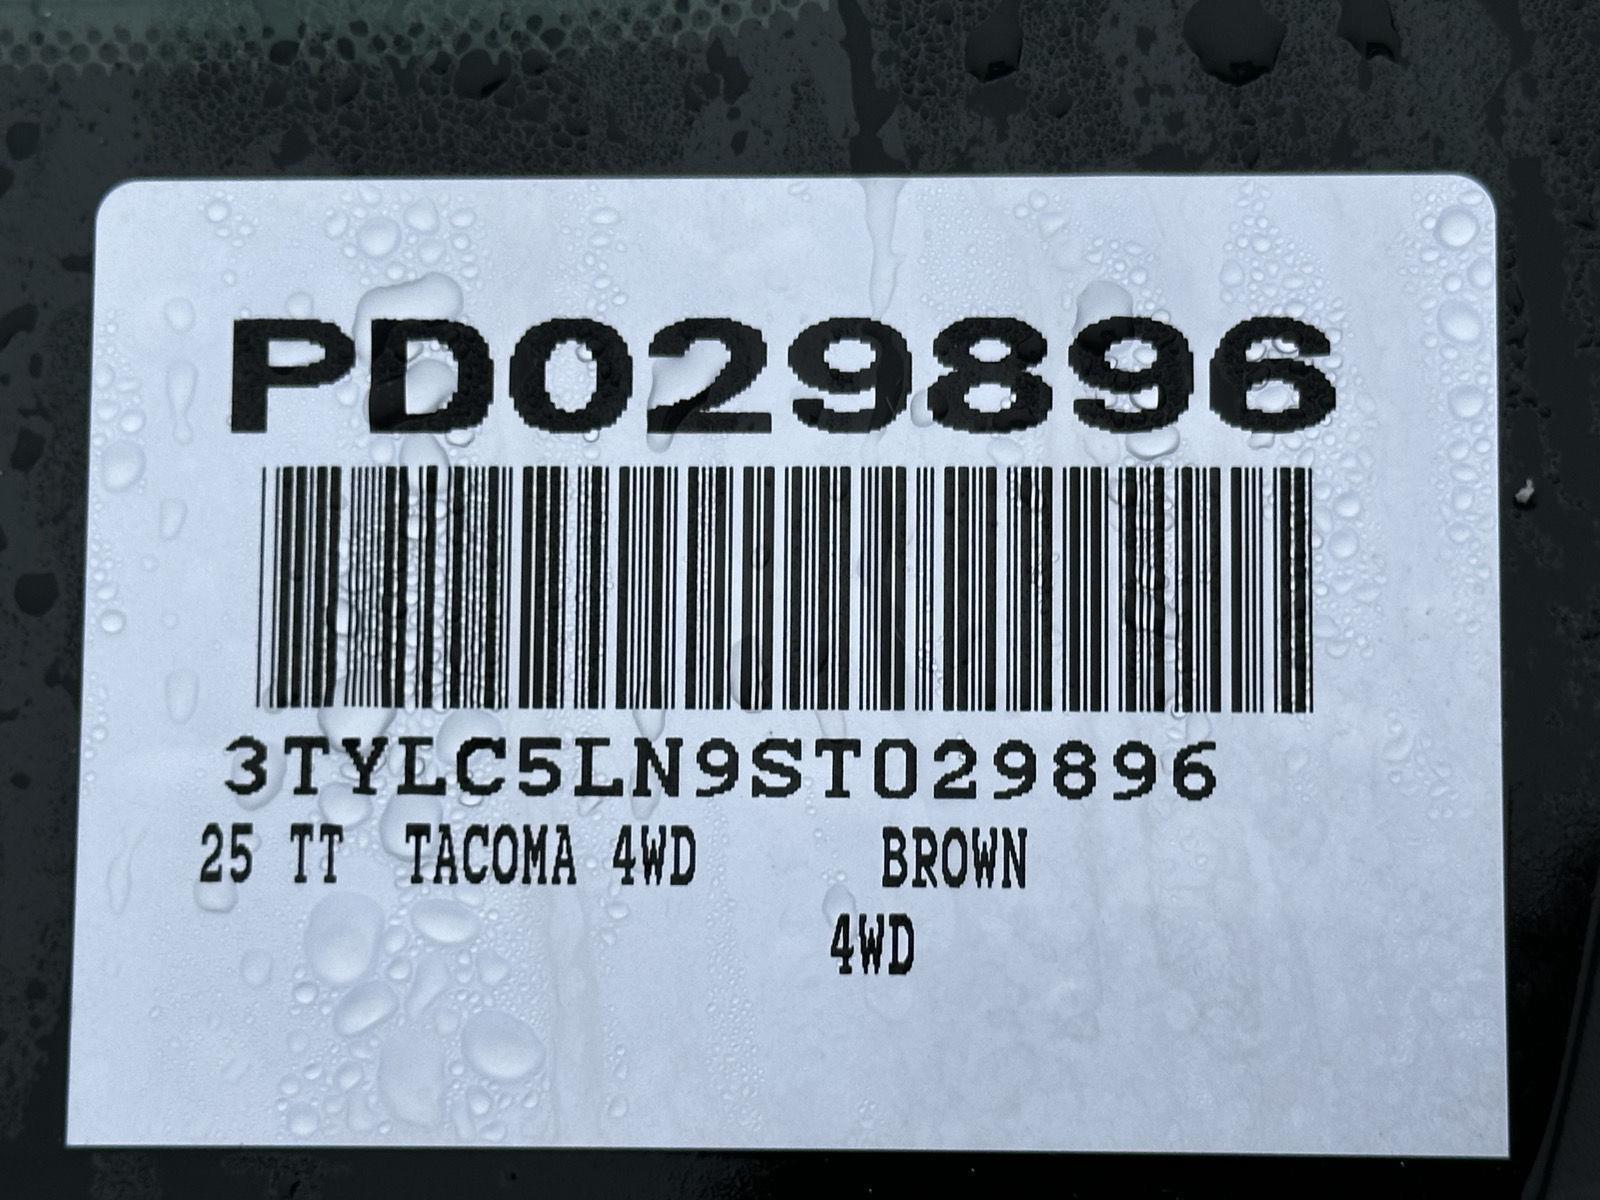 PD029896
3TYLC5LN9ST029896
25 TT TACOMA 4WD BROWN
4WD